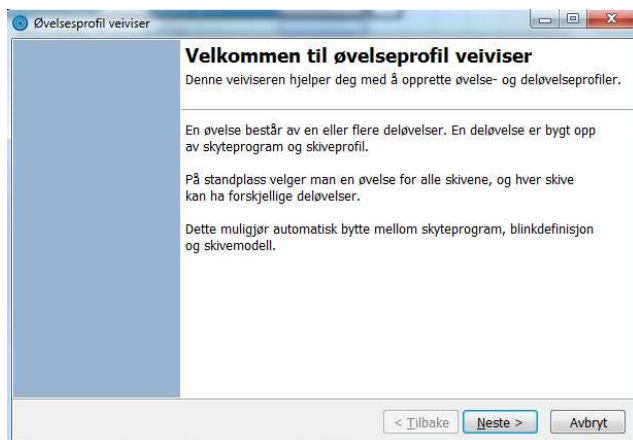 Øvelsesprofil veiviser
Velkommen til øvelseprofil veiviser
Denne veiviseren hjelper deg med å opprette øvelse- og deløvelseprofiler.
En øvelse består av en eller flere deløvelser. En deløvelse er bygt opp
av skyteprogram og skiveprofil.
På standplass velger man en øvelse for alle skivene, og hver skive
kan ha forskjellige deløvelser.
Dette muligjør automatisk bytte mellom skyteprogram, blinkdefinisjon
og skivemodell.
< Tilbake Neste > Avbryt